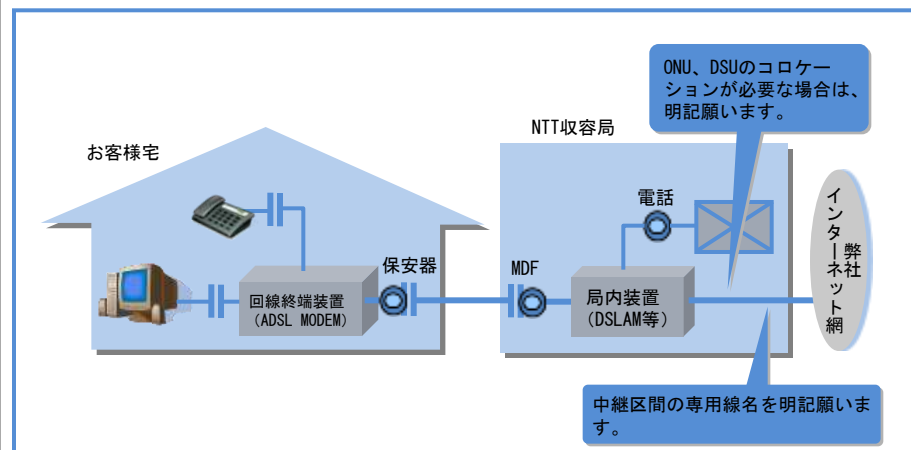 ONU、DSUのコロケー
ションが必要な場合は、
明記願います。
NTT収容局
お客様宅
電話
インターネット網
弊社
保安器
MDF
回線終端装置
(ADSL MODEM)
局内装置
(DSLAM等)
中継区間の専用線名を明記願いま
す。